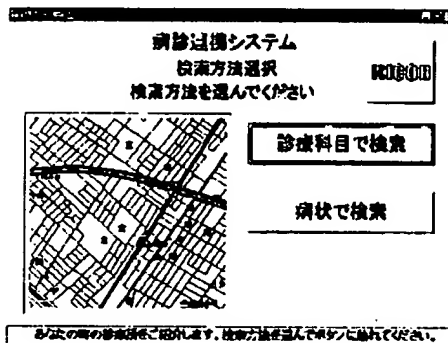 病診連携システム
検索方法選択
検索方法を選んでください
RICOH
診療科目で検索
病状で検索
あなたの町の診療所をご紹介します。検索方法を選んでボタンに触れてください。